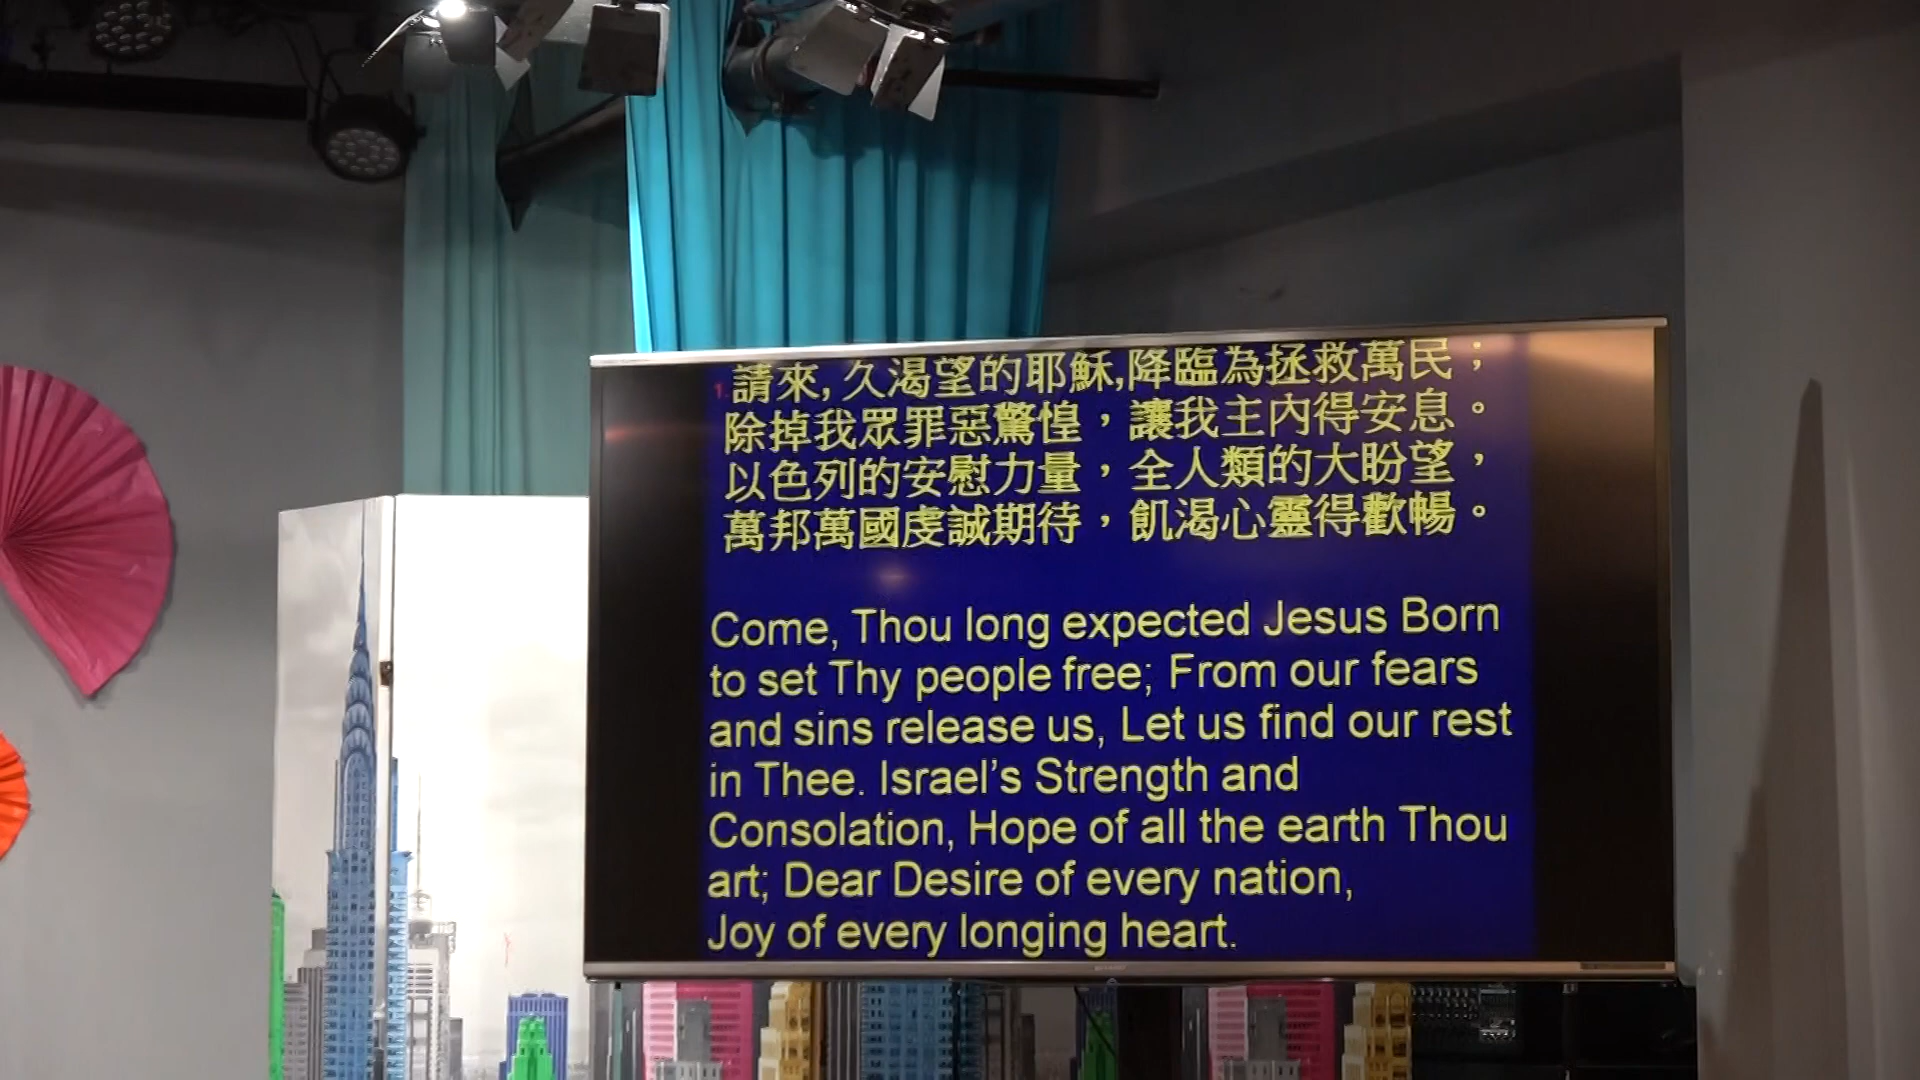 1. 請來, 久渴望的耶穌,降臨為拯救萬民；
除掉我眾罪惡驚惶，讓我主內得安息。
以色列的安慰力量，全人類的大盼望，
萬邦萬國虔誠期待，飢渴心靈得歡暢。
Come, Thou long expected Jesus Born
to set Thy people free; From our fears
and sins release us, Let us find our rest
in Thee. Israel’s Strength and
Consolation, Hope of all the earth Thou
art; Dear Desire of every nation,
Joy of every longing heart.